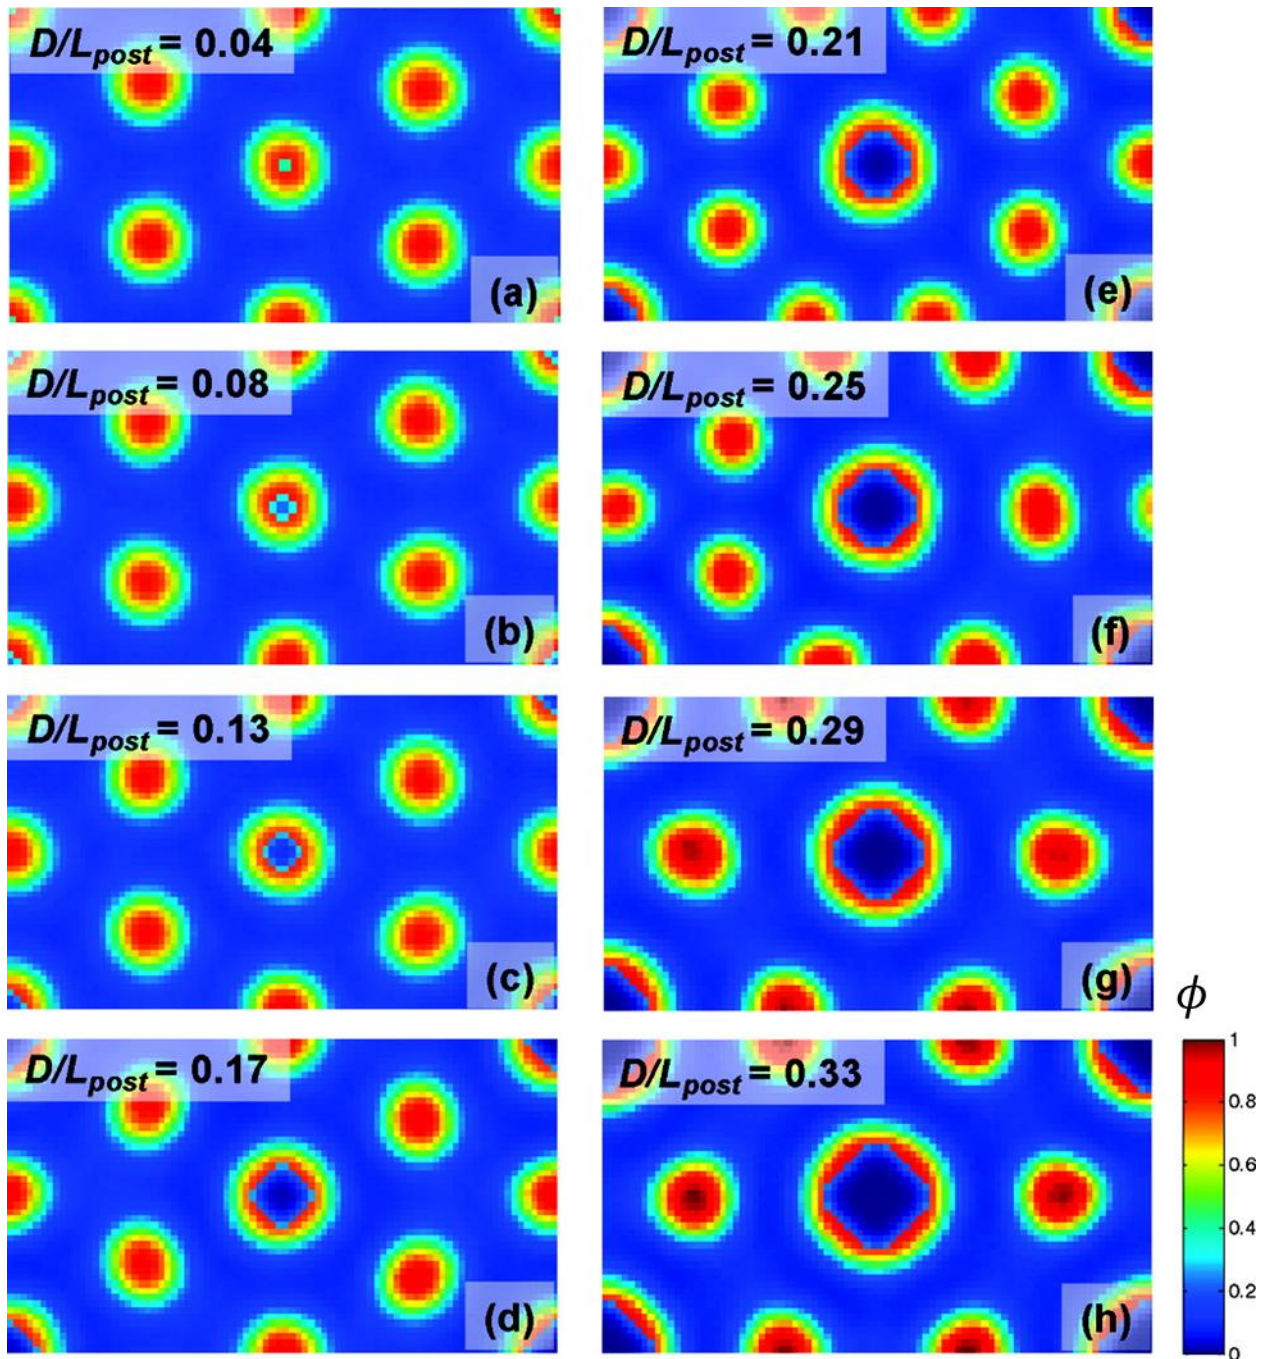 D/Lpost = 0.04
(a)
D/Lpost = 0.21
(e)
D/Lpost = 0.08
(b)
D/Lpost = 0.25
(f)
D/Lpost = 0.13
(c)
D/Lpost = 0.29
(g)
D/Lpost = 0.17
(d)
D/Lpost = 0.33
(h)
ϕ
1
0.8
0.6
0.4
0.2
0